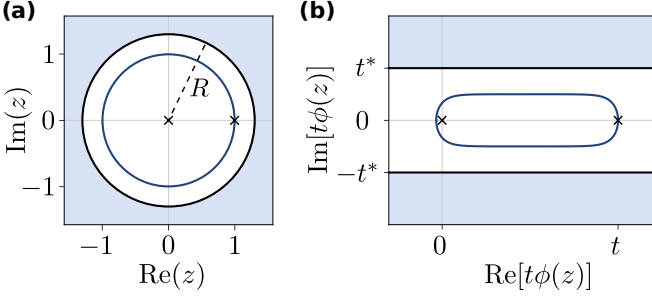 (a)
1
0
−1
Im(z)
R
−1
0
1
Re(z)
(b)
t*
0
−t*
Im[tϕ(z)]
0
t
Re[tϕ(z)]